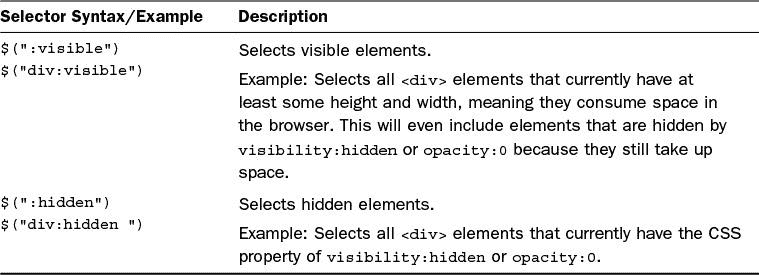 Selector Syntax/Example Description
$(":visible") Selects visible elements.
$("div:visible") Example: Selects all <div> elements that currently have at
least some height and width, meaning they consume space in
the browser. This will even include elements that are hidden by
visibility:hidden or opacity:0 because they still take up
space.
$(":hidden") Selects hidden elements.
$("div:hidden ") Example: Selects all <div> elements that currently have the CSS
property of visibility:hidden or opacity:0.